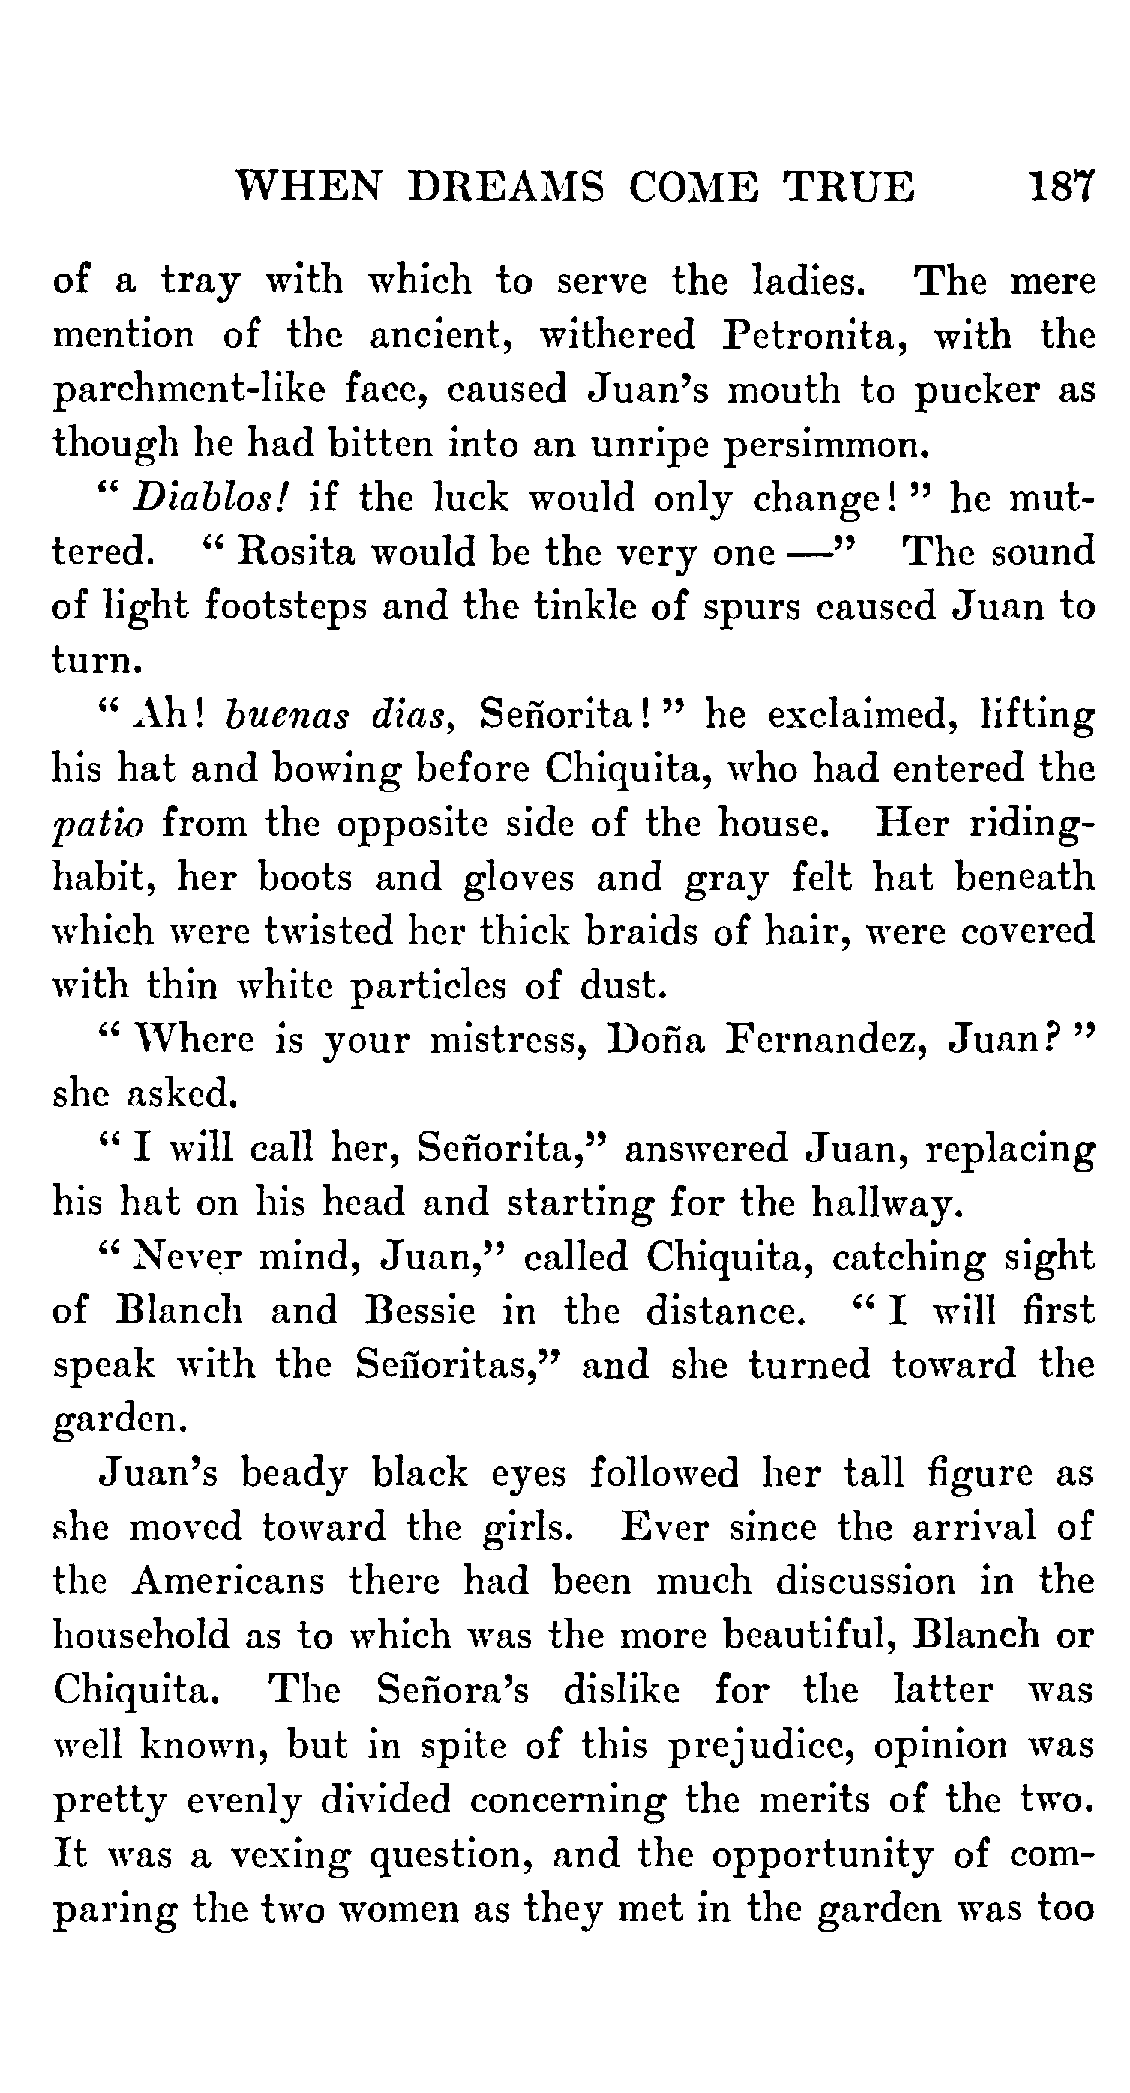 WHEN DREAMS COME TRUE 187
of a tray with which to serve the ladies. The mere
mention of the ancient, withered Petronita, with the
parchment-like face, caused Juan's mouth to pucker as
though he had bitten into an unripe persimmon.
" Diablos! if the luck would only change! " he mut-
tered. " Rosita would be the very one —" The sound
of light footsteps and the tinkle of spurs caused Juan to
turn.
" Ah! buenas dias, Señorita! " he exclaimed, lifting
his hat and bowing before Chiquita, who had entered the
patio from the opposite side of the house. Her riding-
habit, her boots and gloves and gray felt hat beneath
which were twisted her thick braids of hair, were covered
with thin white particles of dust.
" Where is your mistress, Doña Fernandez, Juan? "
she asked.
" I will call her, Señorita," answered Juan, replacing
his hat on his head and starting for the hallway.
" Never mind, Juan," called Chiquita, catching sight
of Blanch and Bessie in the distance. " I will first
speak with the Señoritas," and she turned toward the
garden.
Juan's beady black eyes followed her tall figure as
she moved toward the girls. Ever since the arrival of
the Americans there had been much discussion in the
household as to which was the more beautiful, Blanch or
Chiquita. The Señora's dislike for the latter was
well known, but in spite of this prejudice, opinion was
pretty evenly divided concerning the merits of the two.
It was a vexing question, and the opportunity of com-
paring the two women as they met in the garden was too